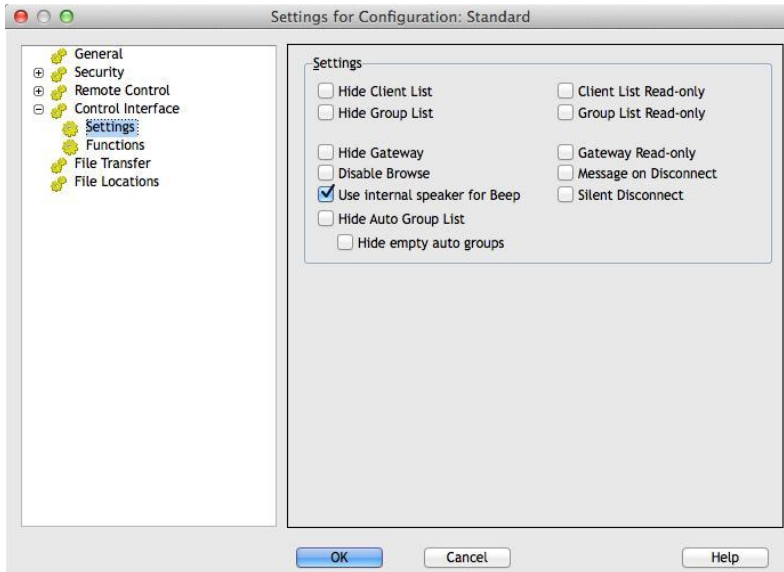 Settings for Configuration: Standard
General
Security
Remote Control
Control Interface
Settings
Functions
File Transfer
File Locations
Settings
Hide Client List
Client List Read-only
Hide Group List
Group List Read-only
Hide Gateway
Gateway Read-only
Disable Browse
Message on Disconnect
Use internal speaker for Beep
Silent Disconnect
Hide Auto Group List
Hide empty auto groups
OK
Cancel
Help